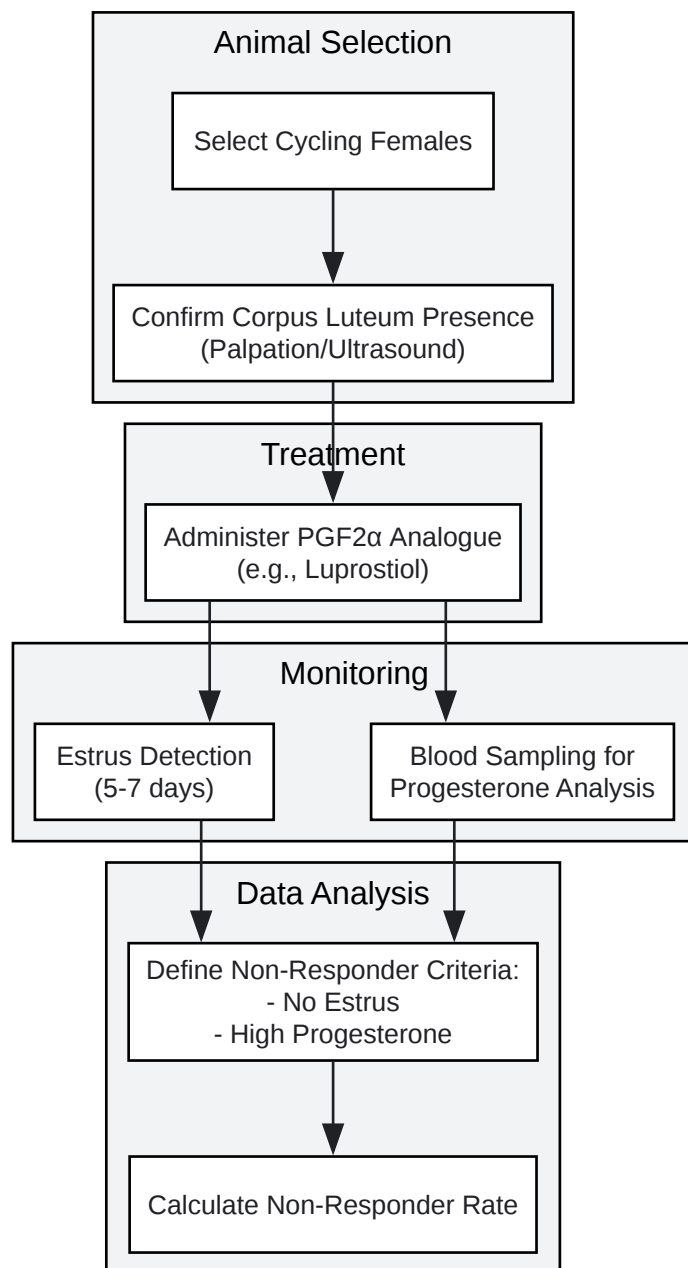 Animal Selection
Select Cycling Females
Confirm Corpus Luteum Presence
(Palpation/Ultrasound)
Treatment
Administer PGF2α Analogue
(e.g., Luprostiol)
Monitoring
Estrus Detection
(5-7 days)
Blood Sampling for
Progesterone Analysis
Data Analysis
Define Non-Responder Criteria:
- No Estrus
- High Progesterone
Calculate Non-Responder Rate